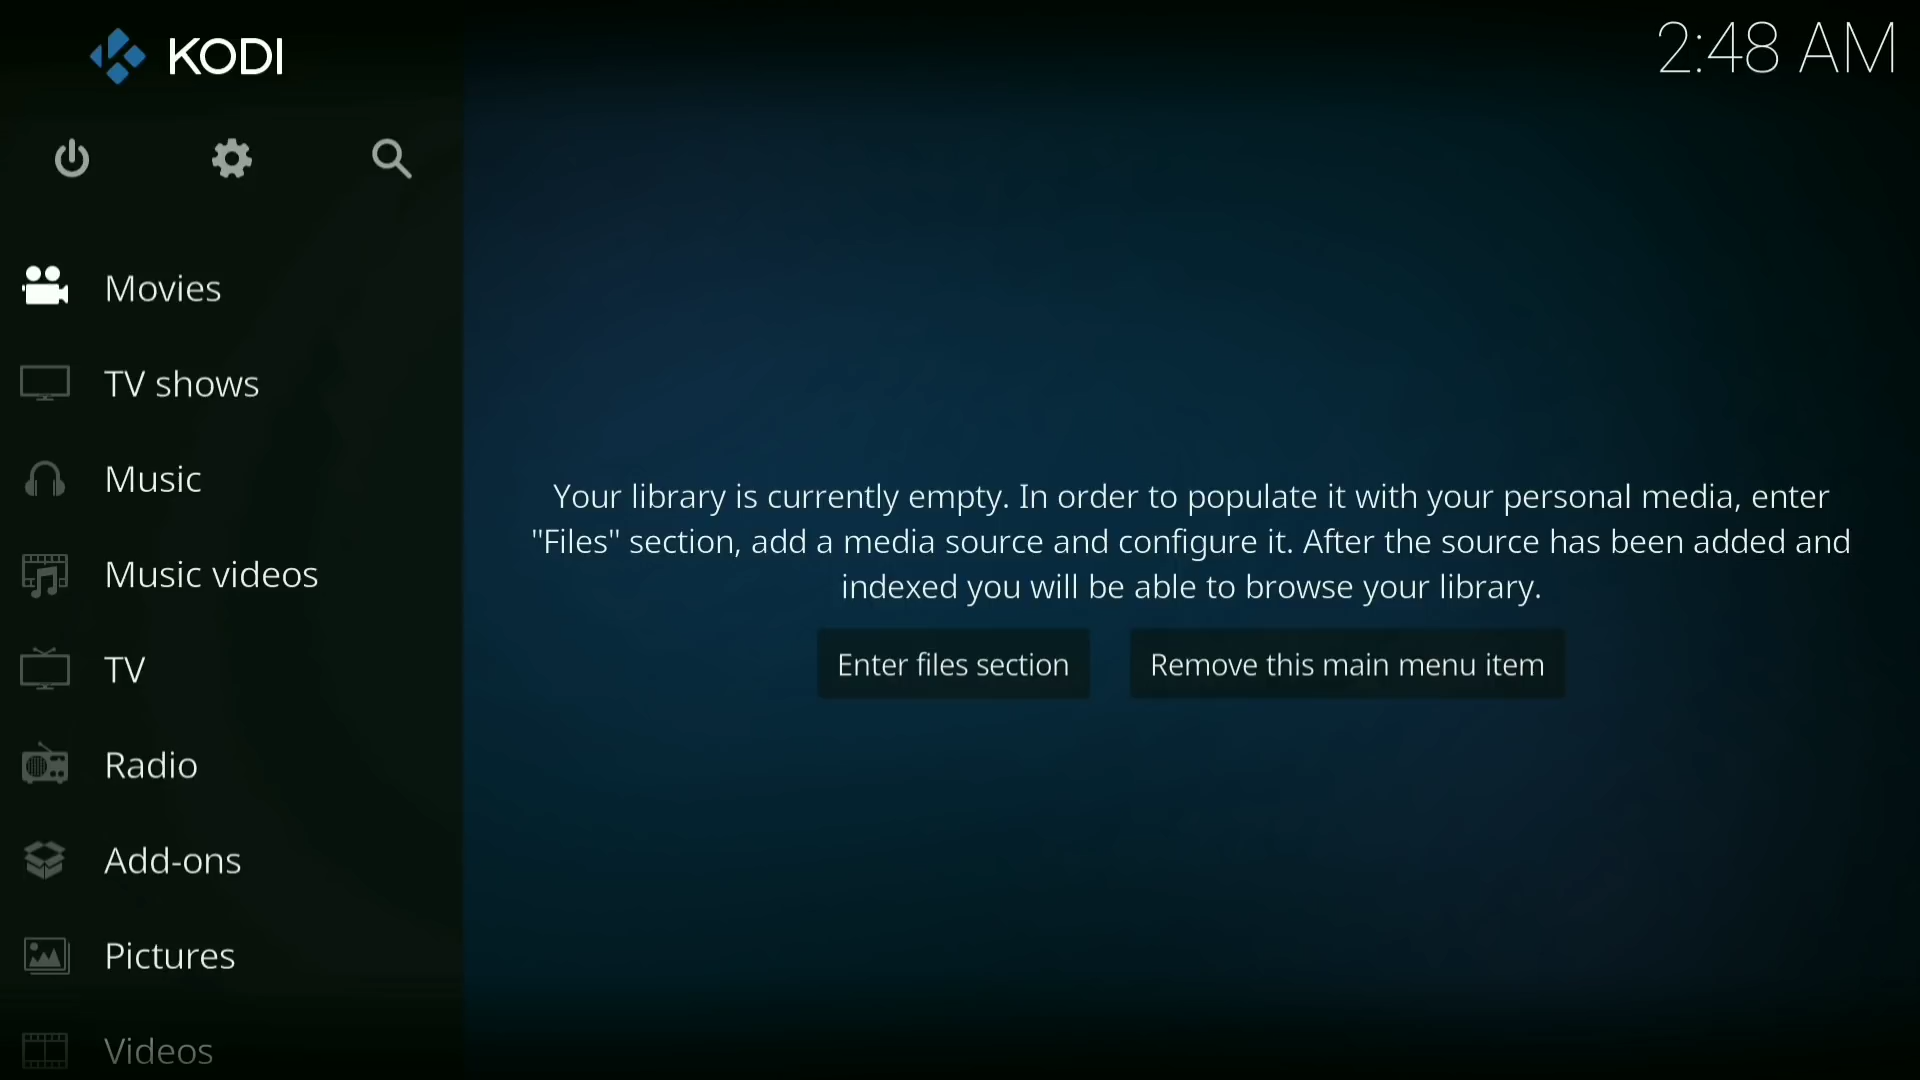 KODI
2:48 AM
Movies
TV shows
Music
Music videos
TV
Radio
Add-ons
Pictures
Videos
Your library is currently empty. In order to populate it with your personal media, enter
"Files" section, add a media source and configure it. After the source has been added and
indexed you will be able to browse your library.
Enter files section
Remove this main menu item